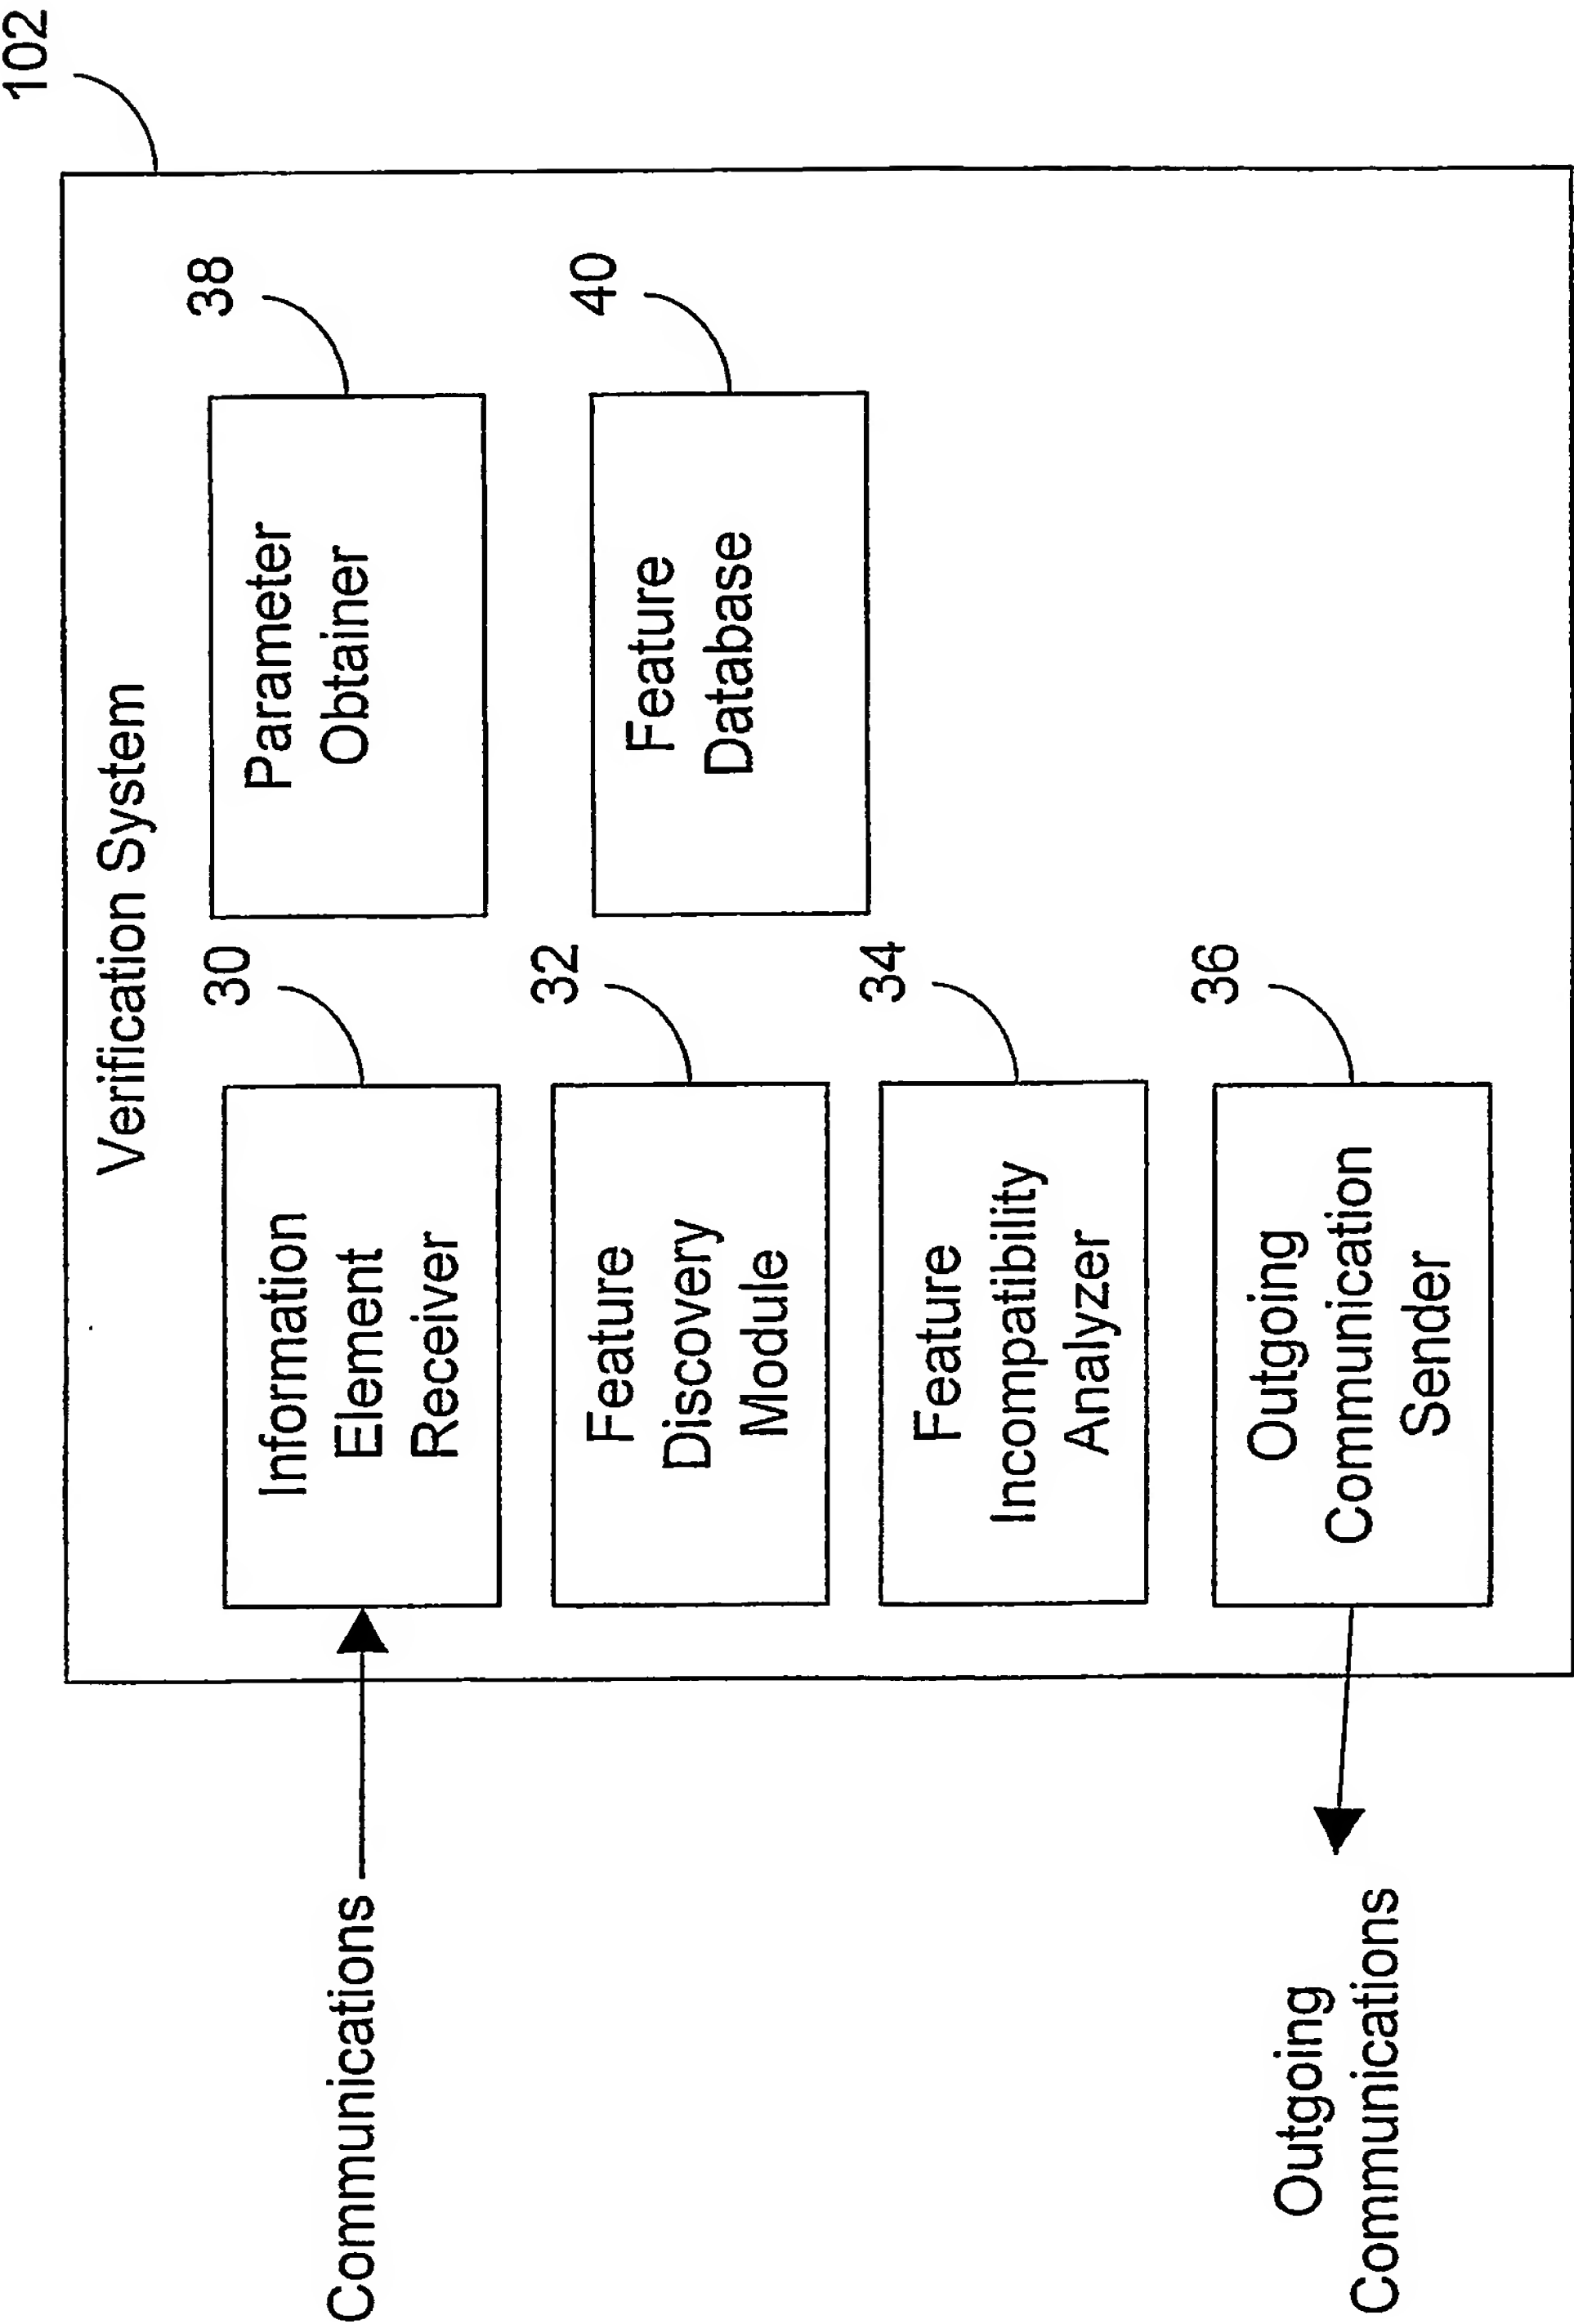 102
Verification System
30
Information
Element
Receiver
38
Parameter
Obtainer
32
Feature
Discovery
Module
40
Feature
Database
34
Feature
Incompatibility
Analyzer
36
Outgoing
Communication
Sender
Communications
Outgoing
Communications